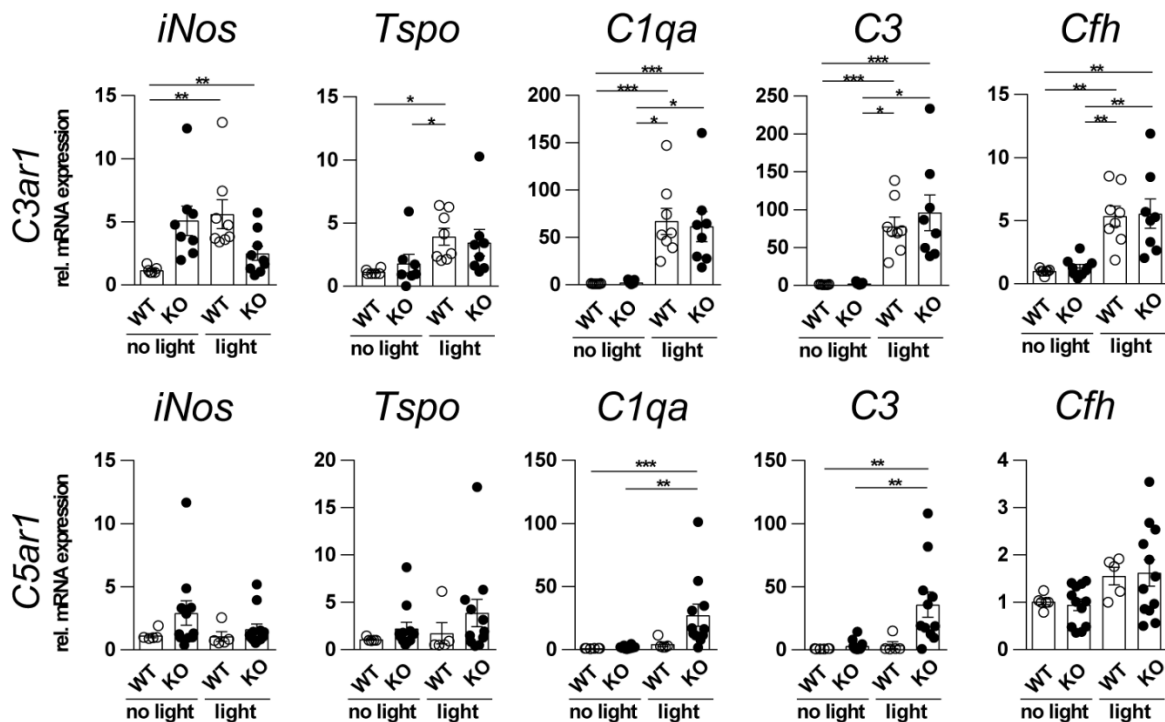 iNos Tspo C1qa C3 Cfh
C3ar1
rel. mRNA expression
** ** 15 10 5 0 WT KO WT KO no light light
* * 15 10 5 0 WT KO WT KO no light light
*** *** * * 200 150 100 50 0 WT KO WT KO no light light
*** *** * * 250 200 150 100 50 0 WT KO WT KO no light light
** ** ** ** 15 10 5 0 WT KO WT KO no light light
iNos Tspo C1qa C3 Cfh
C5ar1
rel. mRNA expression
15 10 5 0 WT KO WT KO no light light
20 15 10 5 0 WT KO WT KO no light light
*** ** 150 100 50 0 WT KO WT KO no light light
** ** 150 100 50 0 WT KO WT KO no light light
4 3 2 1 0 WT KO WT KO no light light